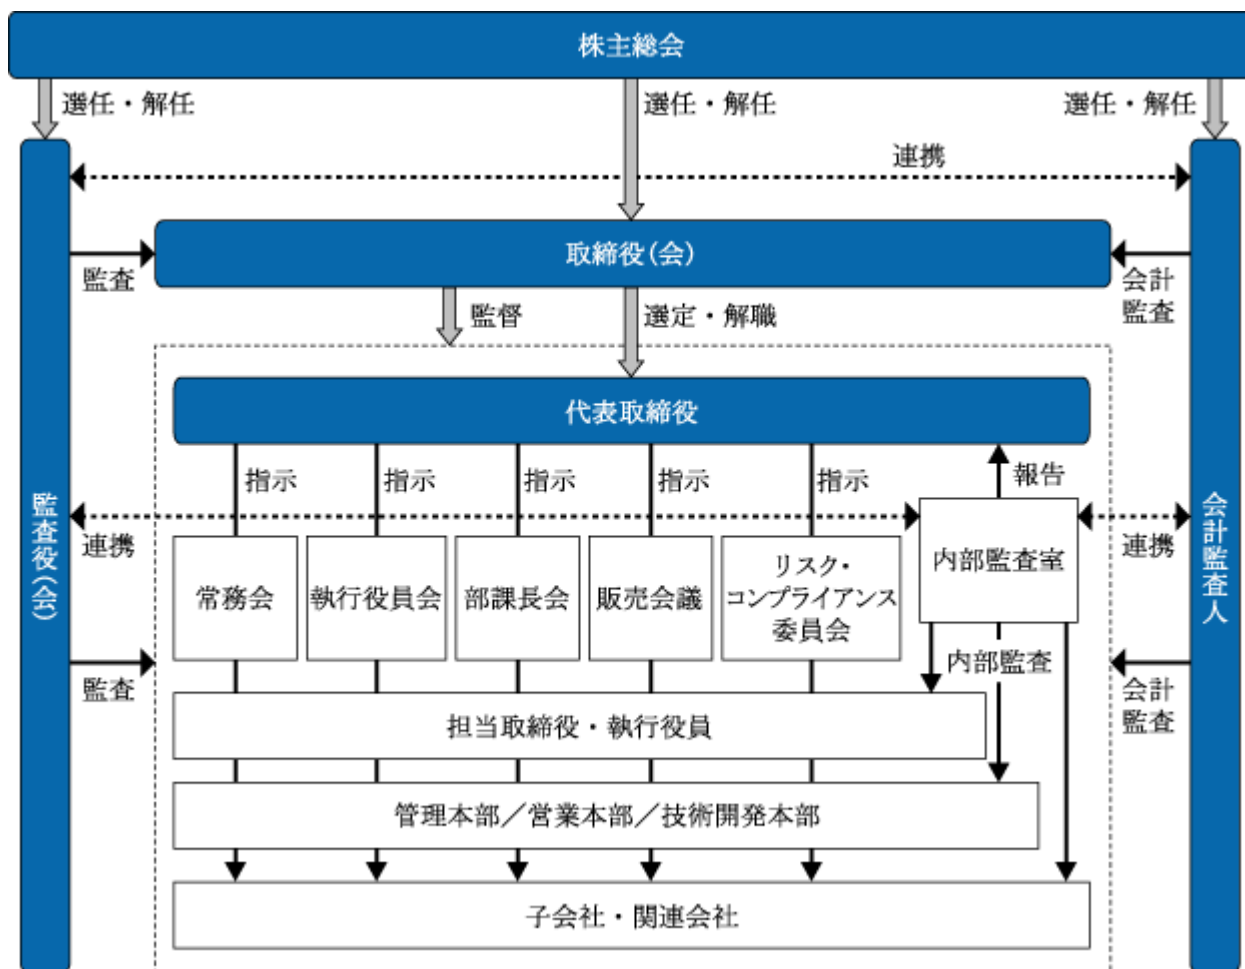 株主総会
選任・解任
選任・解任
選任・解任
連携
取締役(会)
監査
会計
監査
監督
選定・解職
代表取締役
指示
指示
指示
指示
指示
報告
監査役(会)
会計監査人
連携
連携
常務会
執行役員会
部課長会
販売会議
リスク・
コンプライアンス
委員会
内部監査室
監査
内部監査
会計
監査
担当取締役・執行役員
管理本部／営業本部／技術開発本部
子会社・関連会社